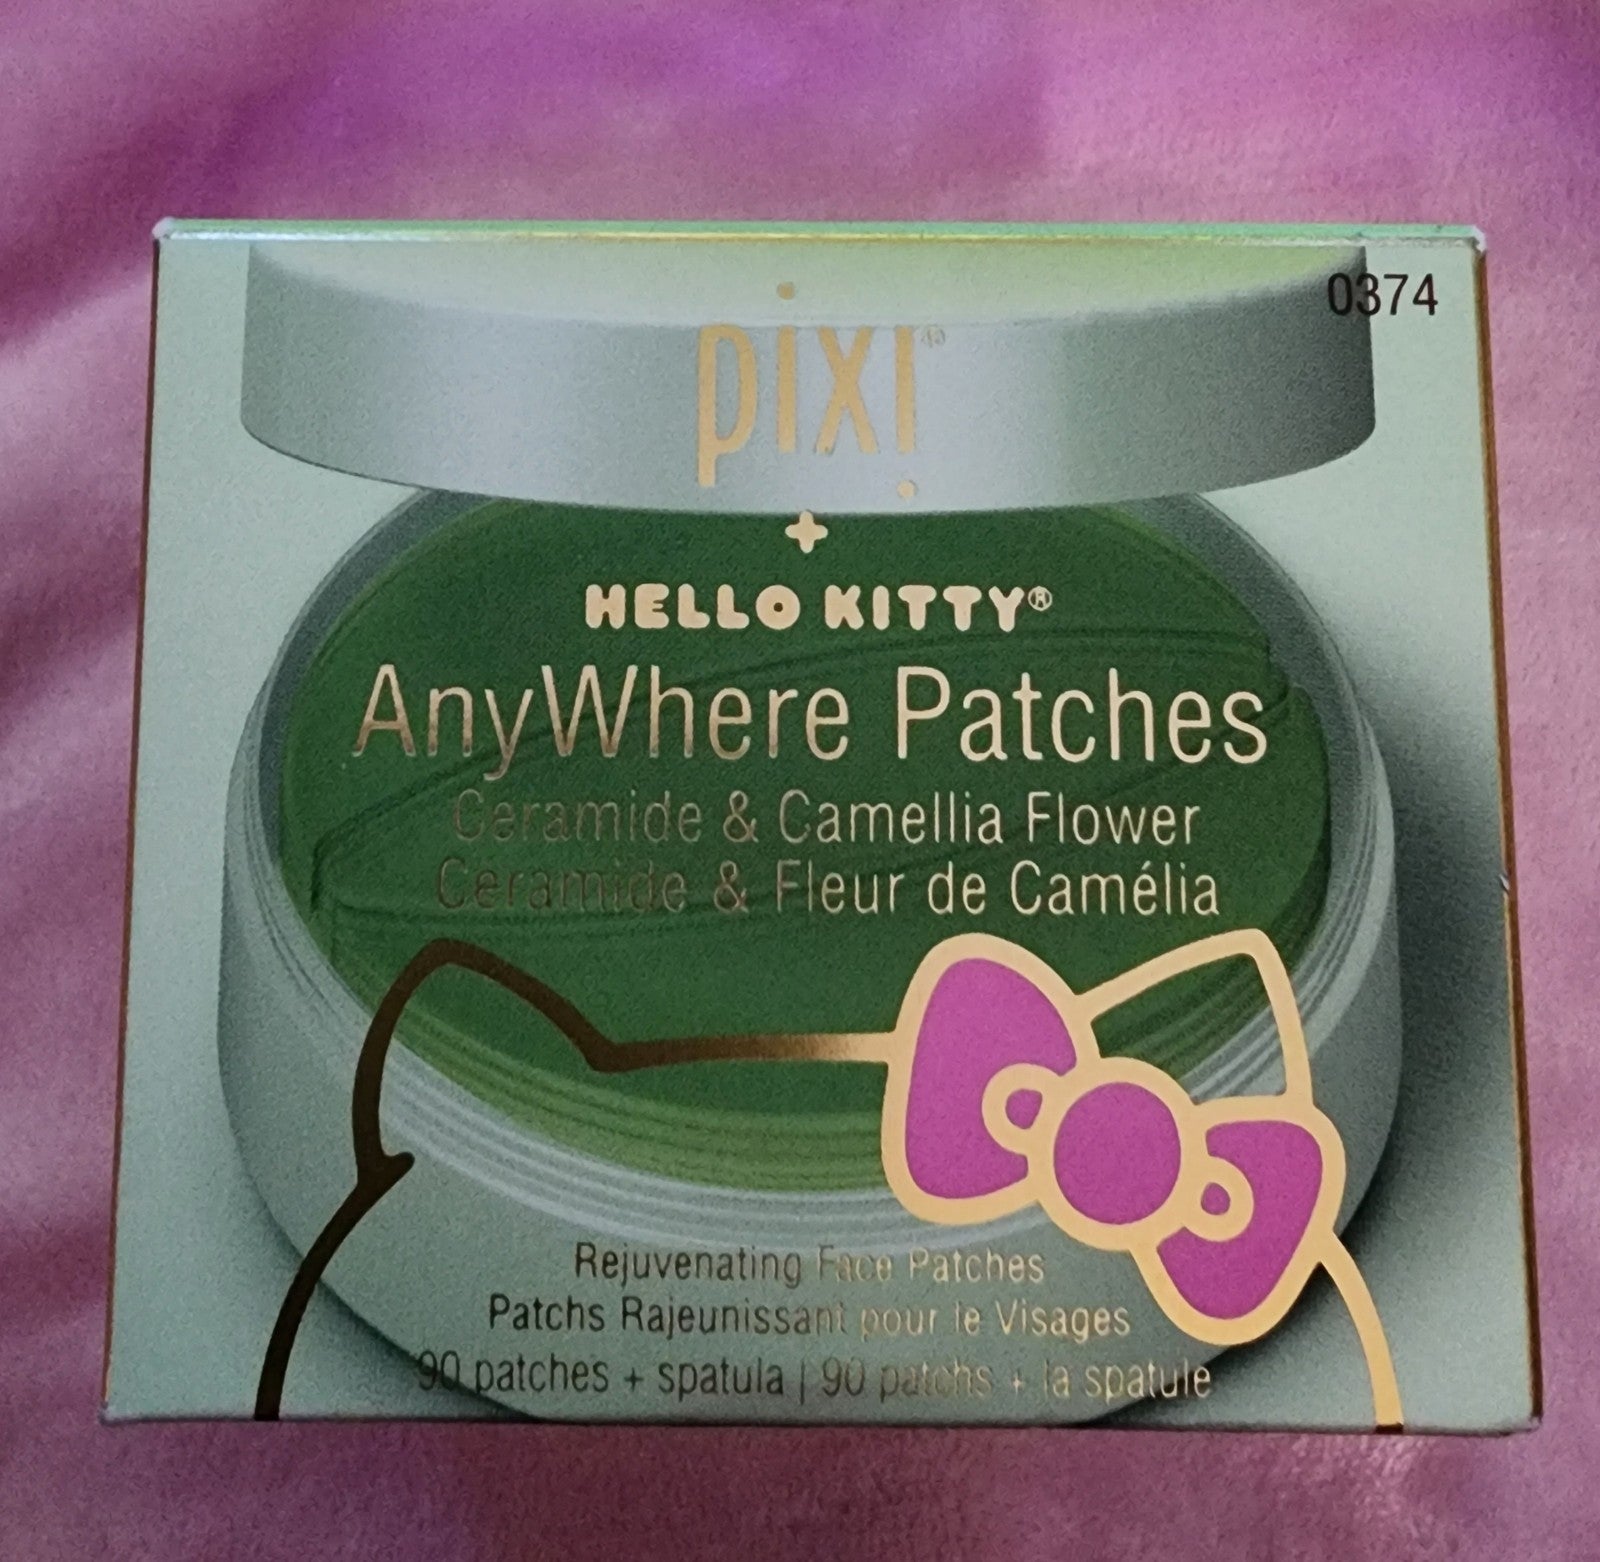 0374
pixi®
+
HELLO KITTY®
AnyWhere Patches
Ceramide & Camellia Flower
Ceramide & Fleur de Camélia
Rejuvenating Face Patches
Patchs Rajeunissant pour le Visages
90 patches + spatula | 90 patchs + la spatule